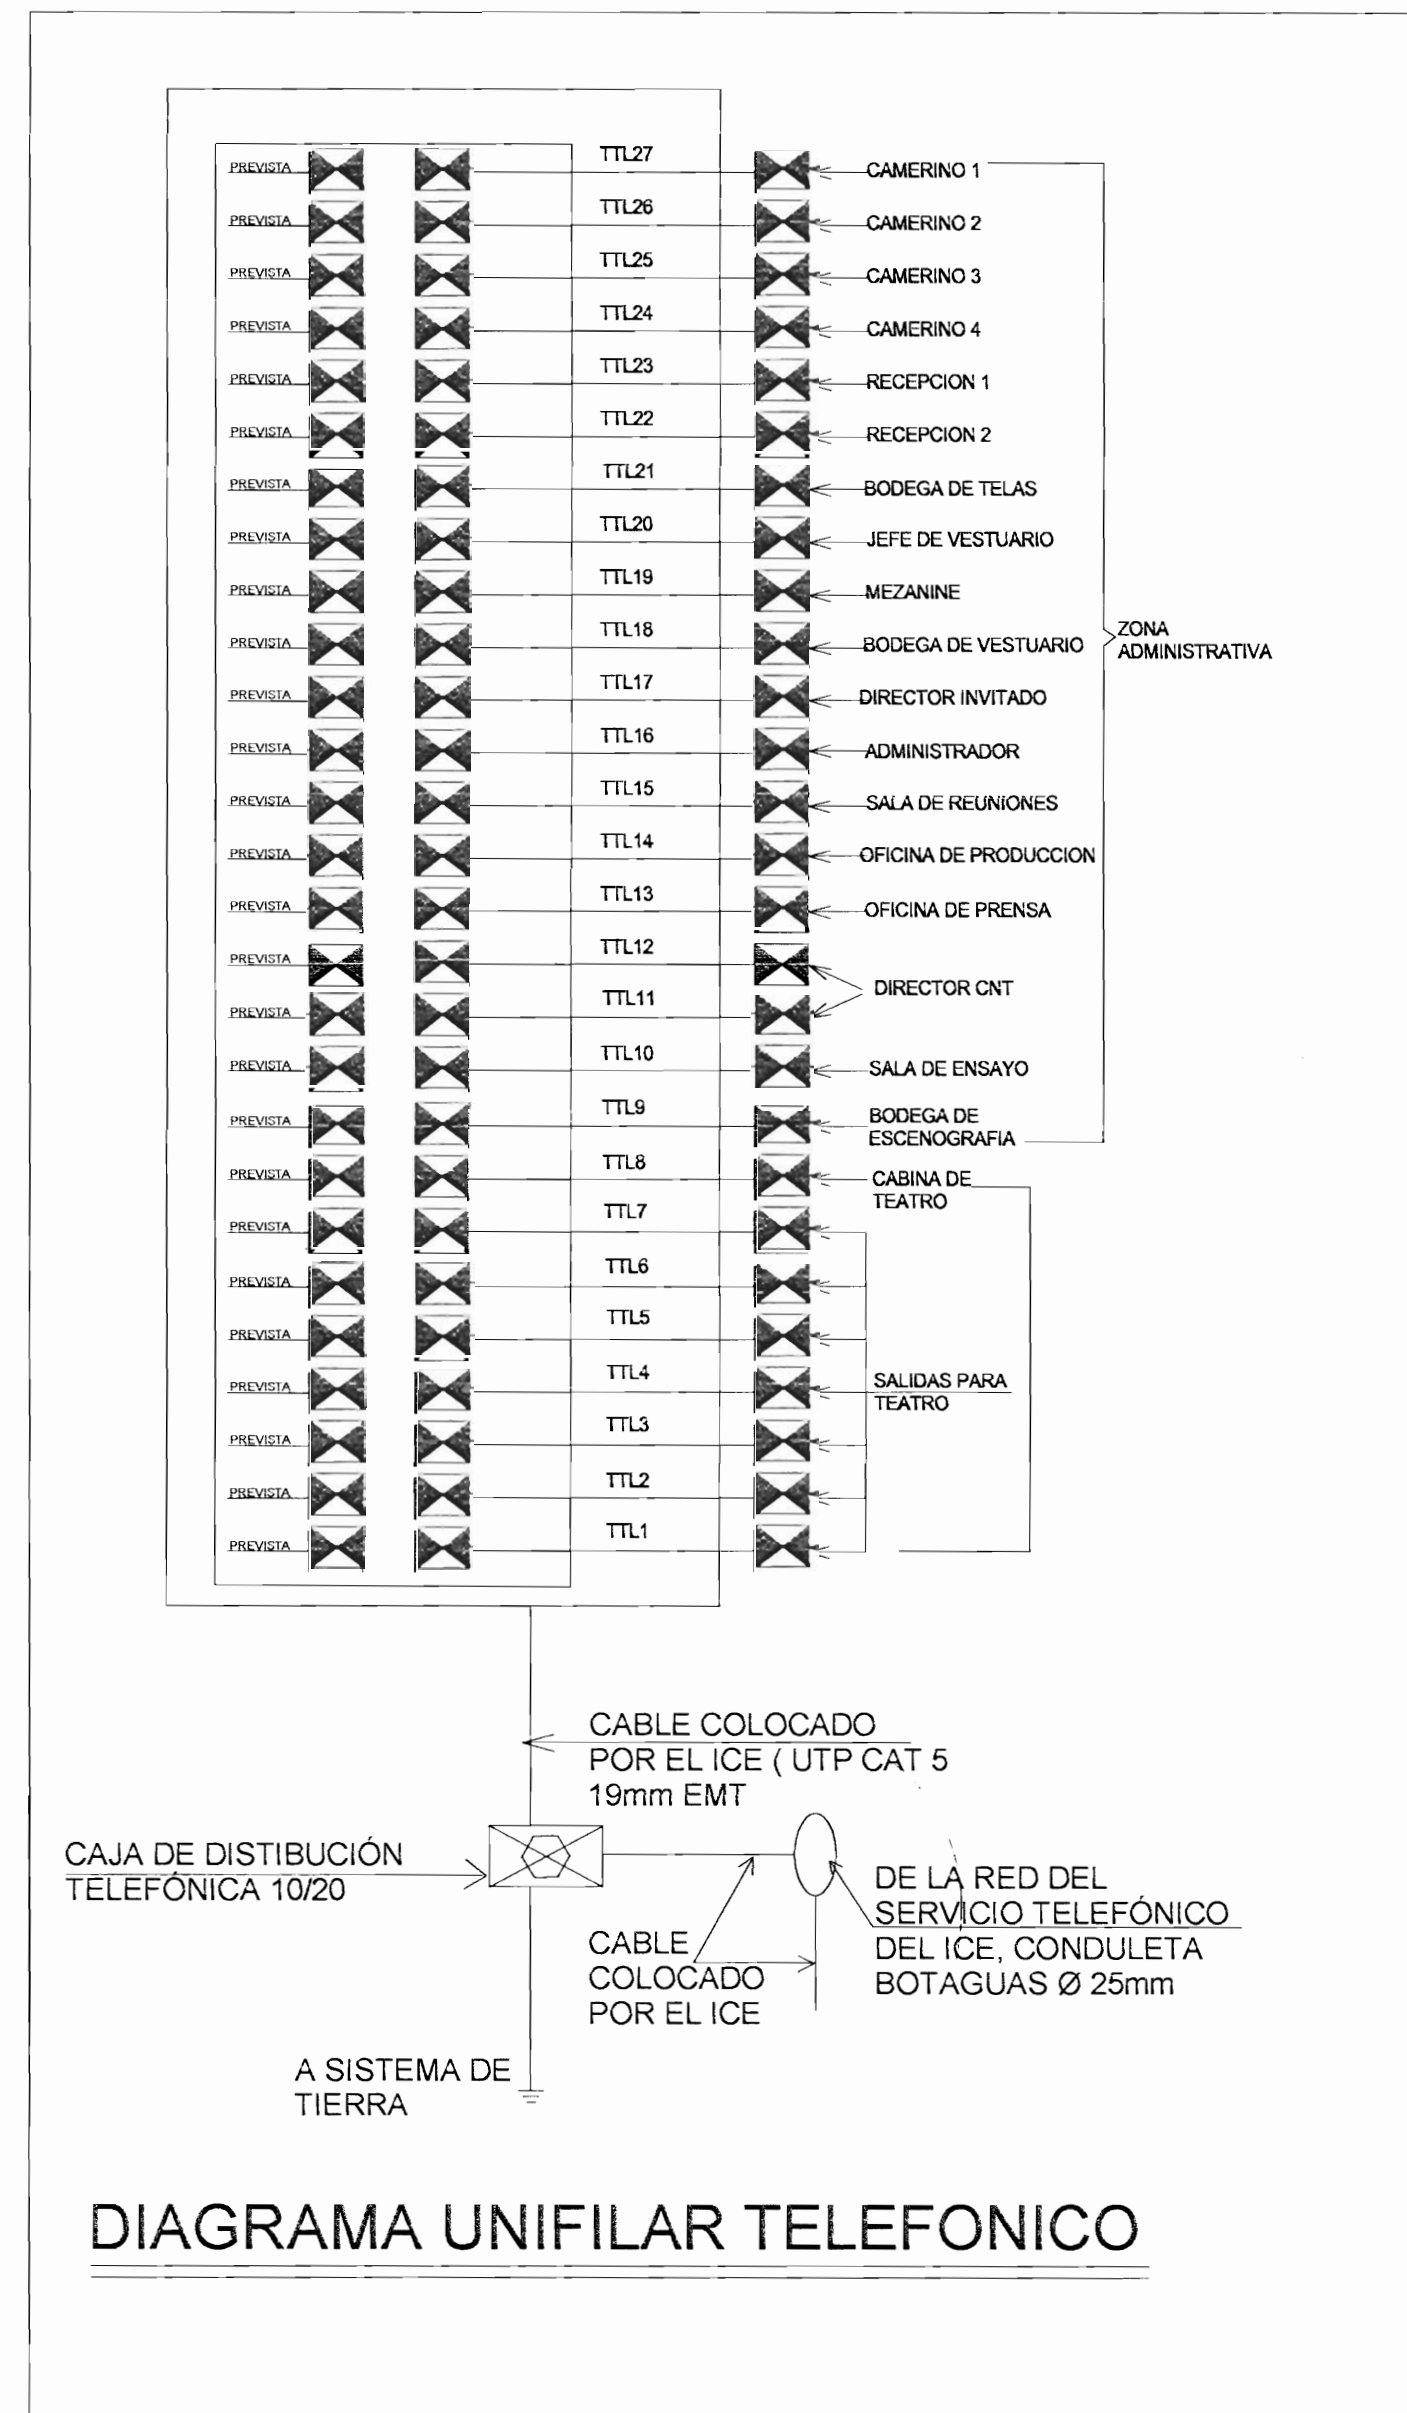 PREVISTA TTL27 CAMERINO 1
PREVISTA TTL26 CAMERINO 2
PREVISTA TTL25 CAMERINO 3
PREVISTA TTL24 CAMERINO 4
PREVISTA TTL23 RECEPCION 1
PREVISTA TTL22 RECEPCION 2
PREVISTA TTL21 BODEGA DE TELAS
PREVISTA TTL20 JEFE DE VESTUARIO
PREVISTA TTL19 MEZANINE
PREVISTA TTL18 BODEGA DE VESTUARIO
ZONA
ADMINISTRATIVA
PREVISTA TTL17 DIRECTOR INVITADO
PREVISTA TTL16 ADMINISTRADOR
PREVISTA TTL15 SALA DE REUNIONES
PREVISTA TTL14 OFICINA DE PRODUCCION
PREVISTA TTL13 OFICINA DE PRENSA
PREVISTA TTL12
DIRECTOR CNT
PREVISTA TTL11
PREVISTA TTL10 SALA DE ENSAYO
PREVISTA TTL9 BODEGA DE
ESCENOGRAFIA
PREVISTA TTL8 CABINA DE
TEATRO
PREVISTA TTL7
PREVISTA TTL6
PREVISTA TTL5
PREVISTA TTL4 SALIDAS PARA
TEATRO
PREVISTA TTL3
PREVISTA TTL2
PREVISTA TTL1
CABLE COLOCADO
POR EL ICE ( UTP CAT 5
19mm EMT
CAJA DE DISTIBUCIÓN
TELEFÓNICA 10/20
DE LA RED DEL
SERVICIO TELEFÓNICO
DEL ICE, CONDULETA
BOTAGUAS Ø 25mm
CABLE
COLOCADO
POR EL ICE
A SISTEMA DE
TIERRA
DIAGRAMA UNIFILAR TELEFONICO